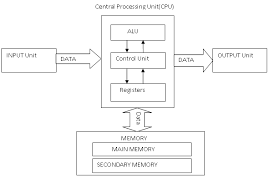 Central Processing Unit(CPU)
ALU
INPUT Unit
DATA
Control Unit
DATA
OUTPUT Unit
Registers
Data
MEMORY
MAIN MEMORY
SECONDARY MEMORY